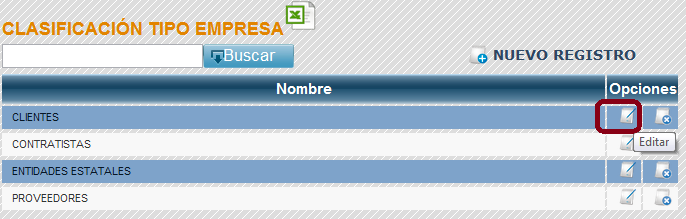 CLASIFICACIÓN TIPO EMPRESA
Buscar
NUEVO REGISTRO
Nombre Opciones
CLIENTES
CONTRATISTAS
Editar
ENTIDADES ESTATALES
PROVEEDORES